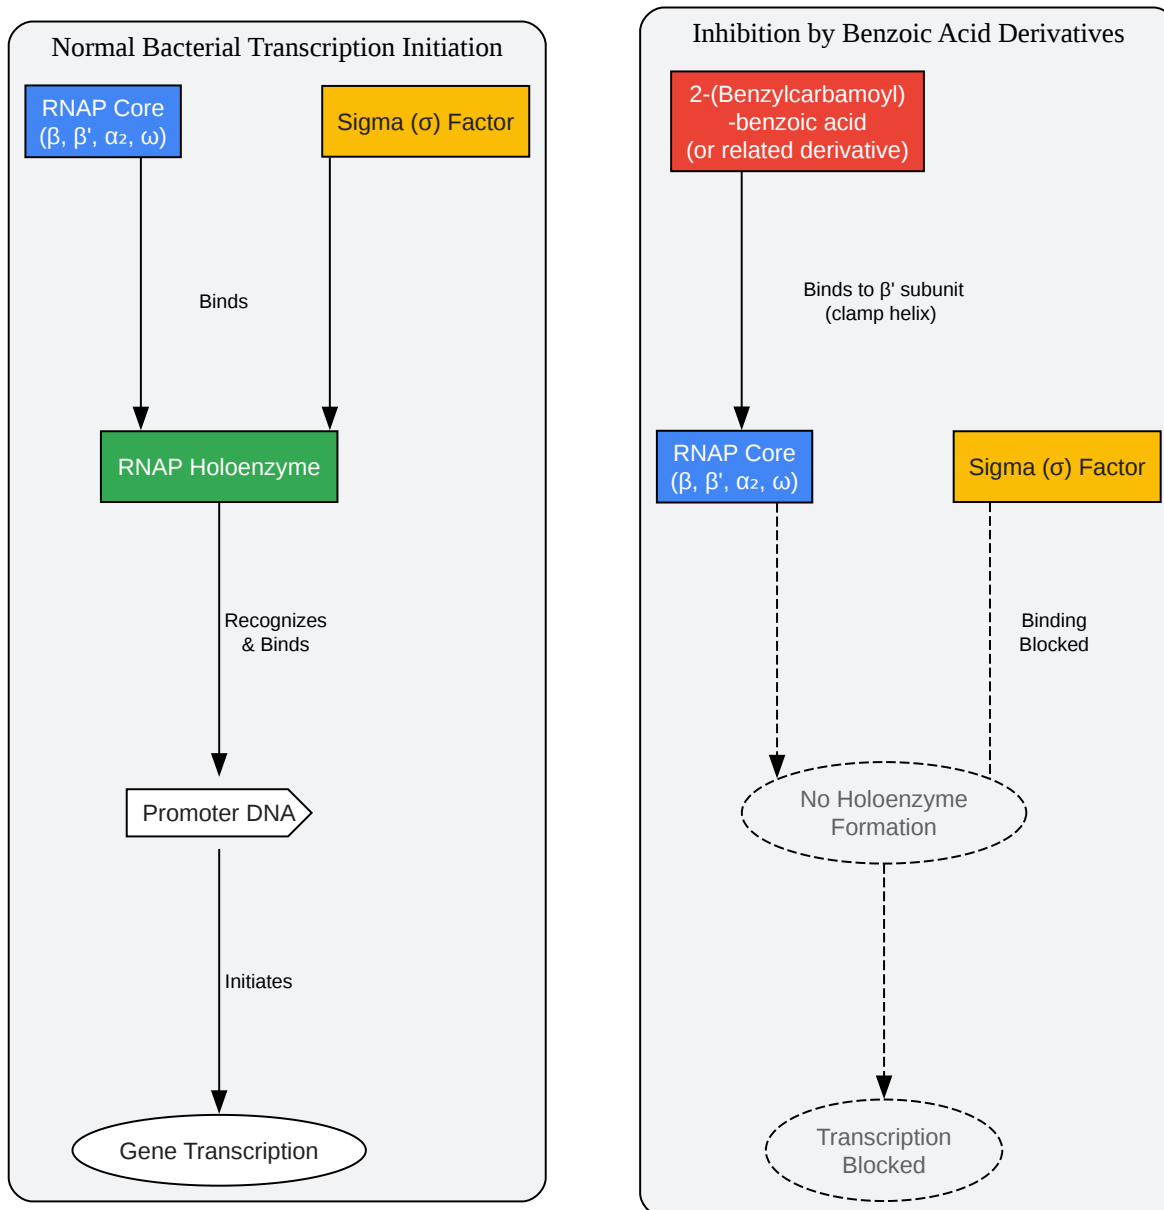 Normal Bacterial Transcription Initiation
RNAP Core
(β, β', α₂, ω)
Sigma (σ) Factor
Binds
RNAP Holoenzyme
Recognizes
& Binds
Promoter DNA
Initiates
Gene Transcription
Inhibition by Benzoic Acid Derivatives
2-(Benzylcarbamoyl)
-benzoic acid
(or related derivative)
Binds to β' subunit
(clamp helix)
RNAP Core
(β, β', α₂, ω)
Sigma (σ) Factor
Binding
Blocked
No Holoenzyme
Formation
Transcription
Blocked